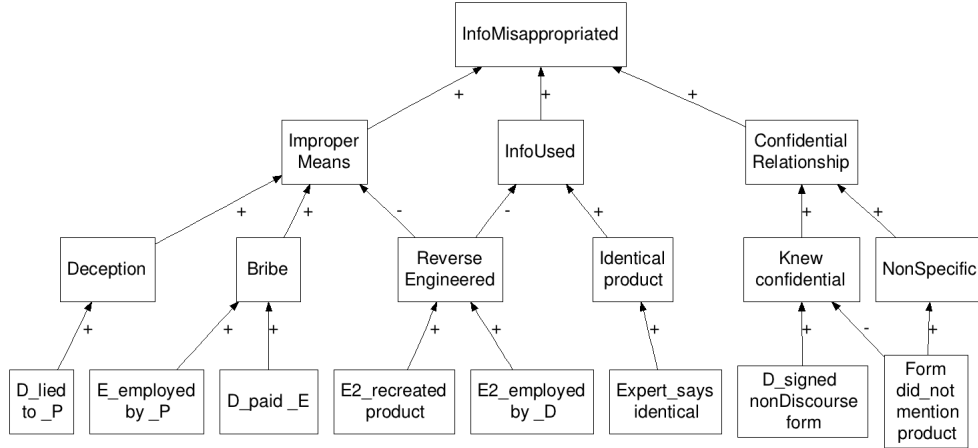 InfoMisappropriated
+
+
+
Improper
Means
InfoUsed
Confidential
Relationship
+
+
-
-
+
+
+
Deception
Bribe
Reverse
Engineered
Identical
product
Knew
confidential
NonSpecific
+
+
+
+
+
+
+
-
+
D_lied
to _P
E_employed
by _P
D_paid _E
E2_recreated
product
E2_employed
by _D
Expert_says
identical
D_signed
nonDiscourse
form
Form
did_not
mention
product